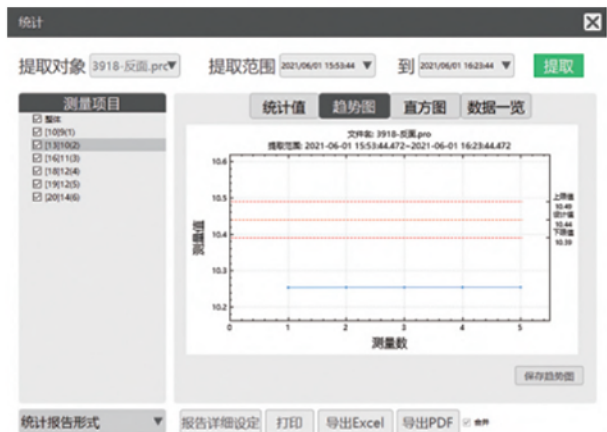 统计
提取对象 3918-反面.prc 提取范围 2021/06/01 15:53:44 到 2021/06/01 16:23:44 提取
测量项目
整体
[10]9(1)
[13]10(2)
[16]11(3)
[18]12(4)
[19]12(5)
[20]14(6)
统计值 趋势图 直方图 数据一览
文件名: 3918-反面.pro
提取范围: 2021-06-01 15:53:44.472~2021-06-01 16:23:44.472
10.6
10.5
10.4
10.3
10.2
测量值
上限值
10.49
设计值
10.44
下限值
10.39
0 1 2 3 4 5
测量数
保存趋势图
统计报告形式 报告详细设定 打印 导出Excel 导出PDF 合并